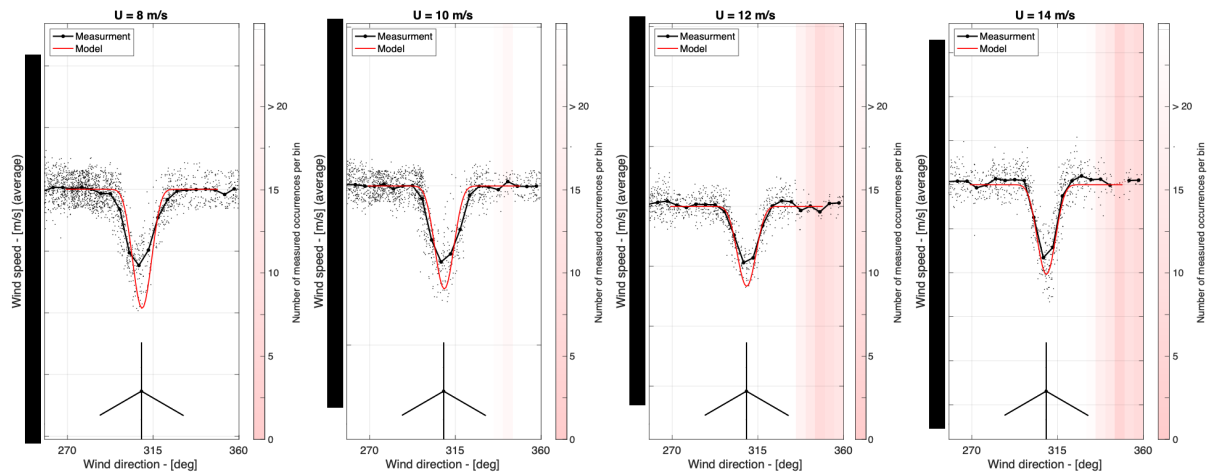 U = 8 m/s
Measurment
Model
Wind speed - [m/s] (average)
270
315
360
Wind direction - [deg]
> 20
15
10
5
0
Number of measured occurrences per bin
U = 10 m/s
Measurment
Model
Wind speed - [m/s] (average)
270
315
360
Wind direction - [deg]
> 20
15
10
5
0
Number of measured occurrences per bin
U = 12 m/s
Measurment
Model
Wind speed - [m/s] (average)
270
315
360
Wind direction - [deg]
> 20
15
10
5
0
Number of measured occurrences per bin
U = 14 m/s
Measurment
Model
Wind speed - [m/s] (average)
270
315
360
Wind direction - [deg]
> 20
15
10
5
0
Number of measured occurrences per bin